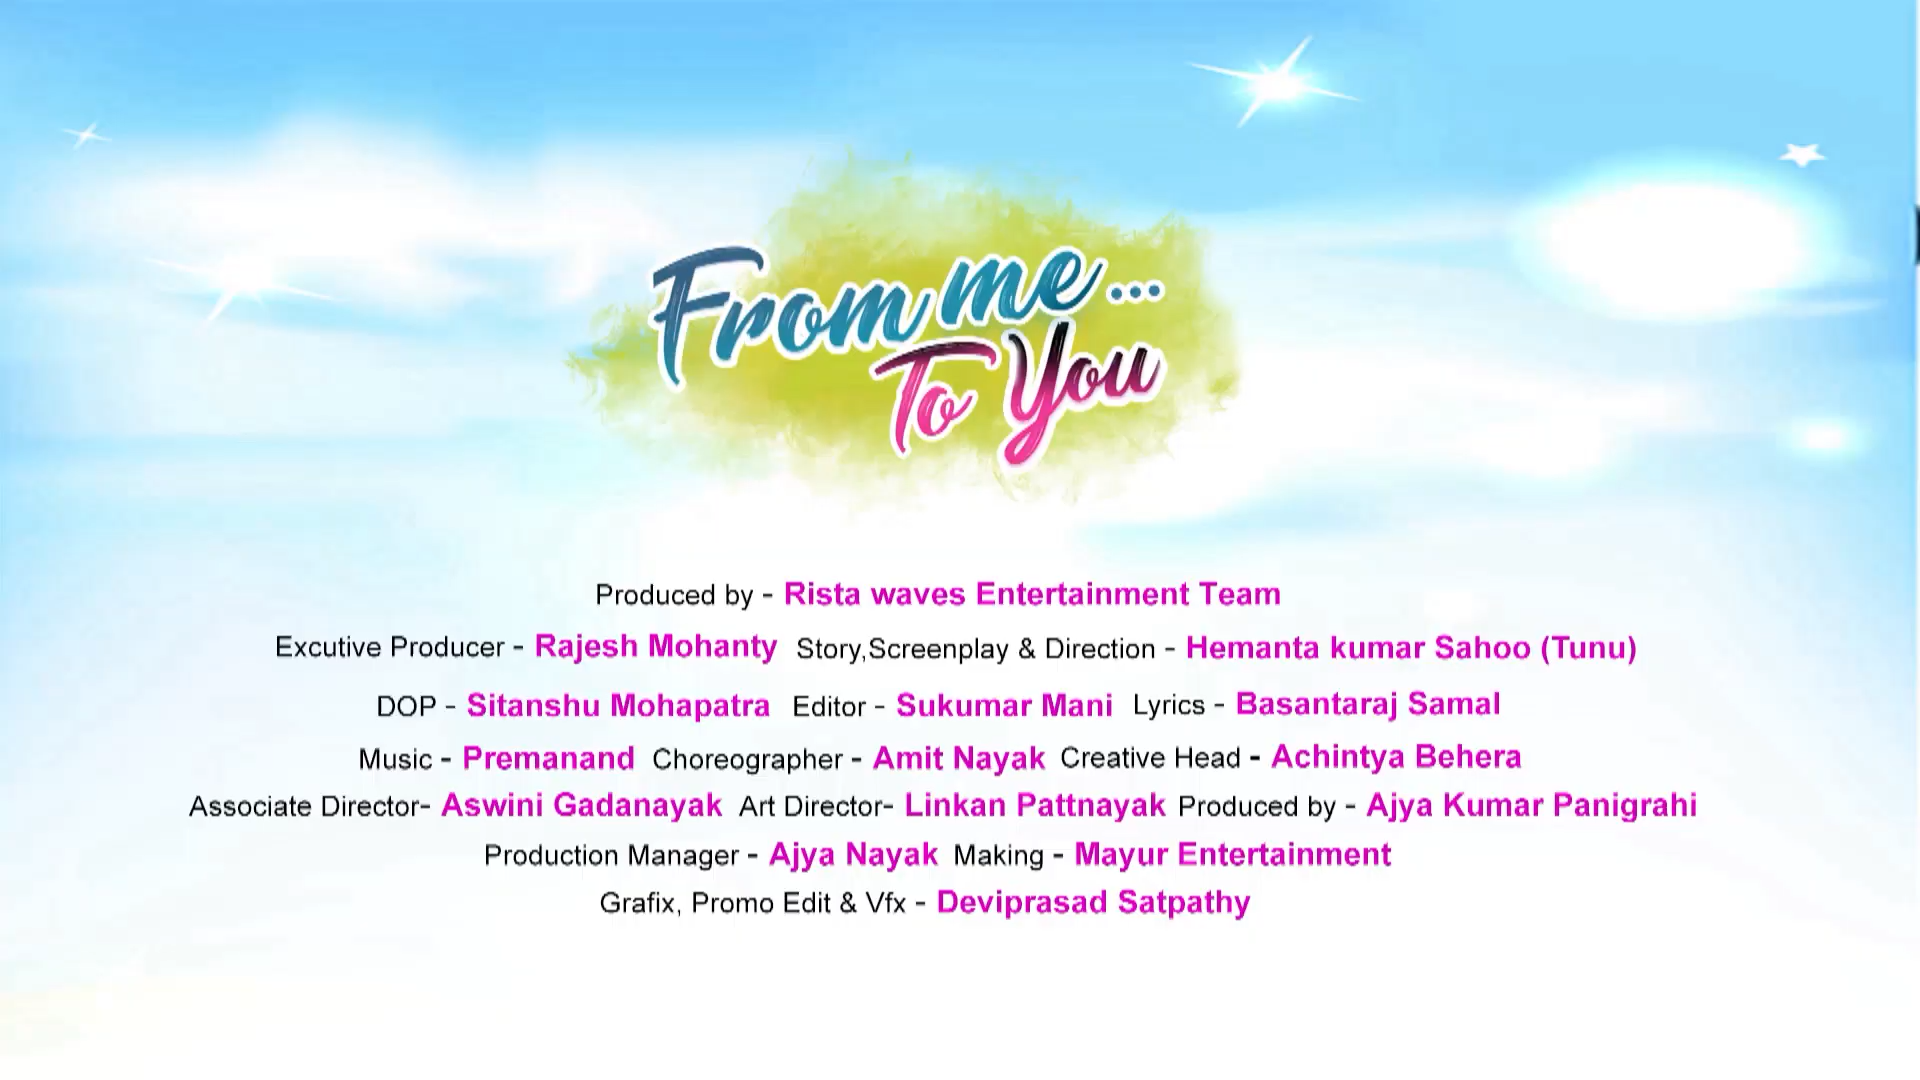 From me...
To You
Produced by - Rista waves Entertainment Team
Excutive Producer - Rajesh Mohanty Story,Screenplay & Direction - Hemanta kumar Sahoo (Tunu)
DOP - Sitanshu Mohapatra Editor - Sukumar Mani Lyrics - Basantaraj Samal
Music - Premanand Choreographer - Amit Nayak Creative Head - Achintya Behera
Associate Director- Aswini Gadanayak Art Director- Linkan Pattnayak Produced by - Ajya Kumar Panigrahi
Production Manager - Ajya Nayak Making - Mayur Entertainment
Grafix, Promo Edit & Vfx - Deviprasad Satpathy